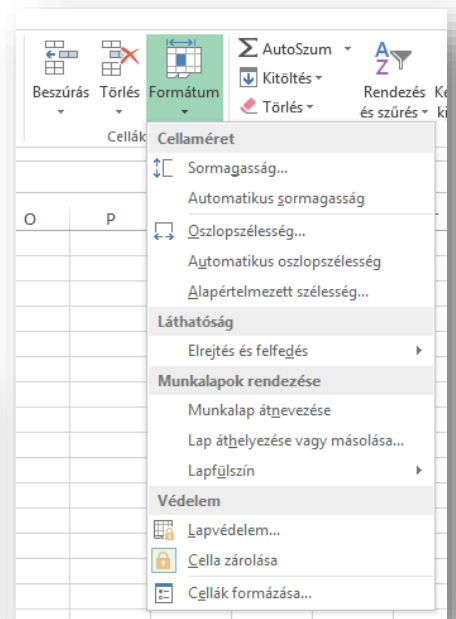 AutoSzum
Kitöltés
Törlés
Beszúrás Törlés Formátum
Rendezés
és szűrés
Cellák
Cellaméret
Sormagasság...
Automatikus sormagasság
O P
Oszlopszélesség...
Automatikus oszlopszélesség
Alapértelmezett szélesség...
Láthatóság
Elrejtés és felfedés
Munkalapok rendezése
Munkalap átnevezése
Lap áthelyezése vagy másolása...
Lapfülszín
Védelem
Lapvédelem...
Cella zárolása
Cellák formázása...